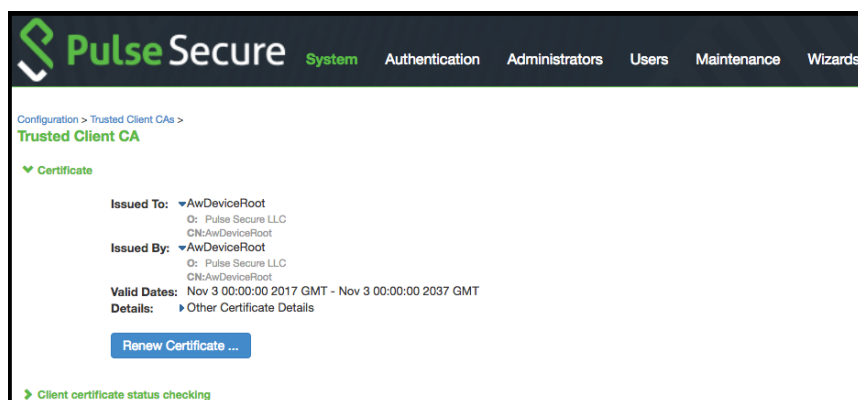 Pulse Secure System Authentication Administrators Users Maintenance Wizards
Configuration > Trusted Client CAs >
Trusted Client CA
Certificate
Issued To: AwDeviceRoot
O: Pulse Secure LLC
CN:AwDeviceRoot
Issued By: AwDeviceRoot
O: Pulse Secure LLC
CN:AwDeviceRoot
Valid Dates: Nov 3 00:00:00 2017 GMT - Nov 3 00:00:00 2037 GMT
Details: Other Certificate Details
Renew Certificate ...
Client certificate status checking